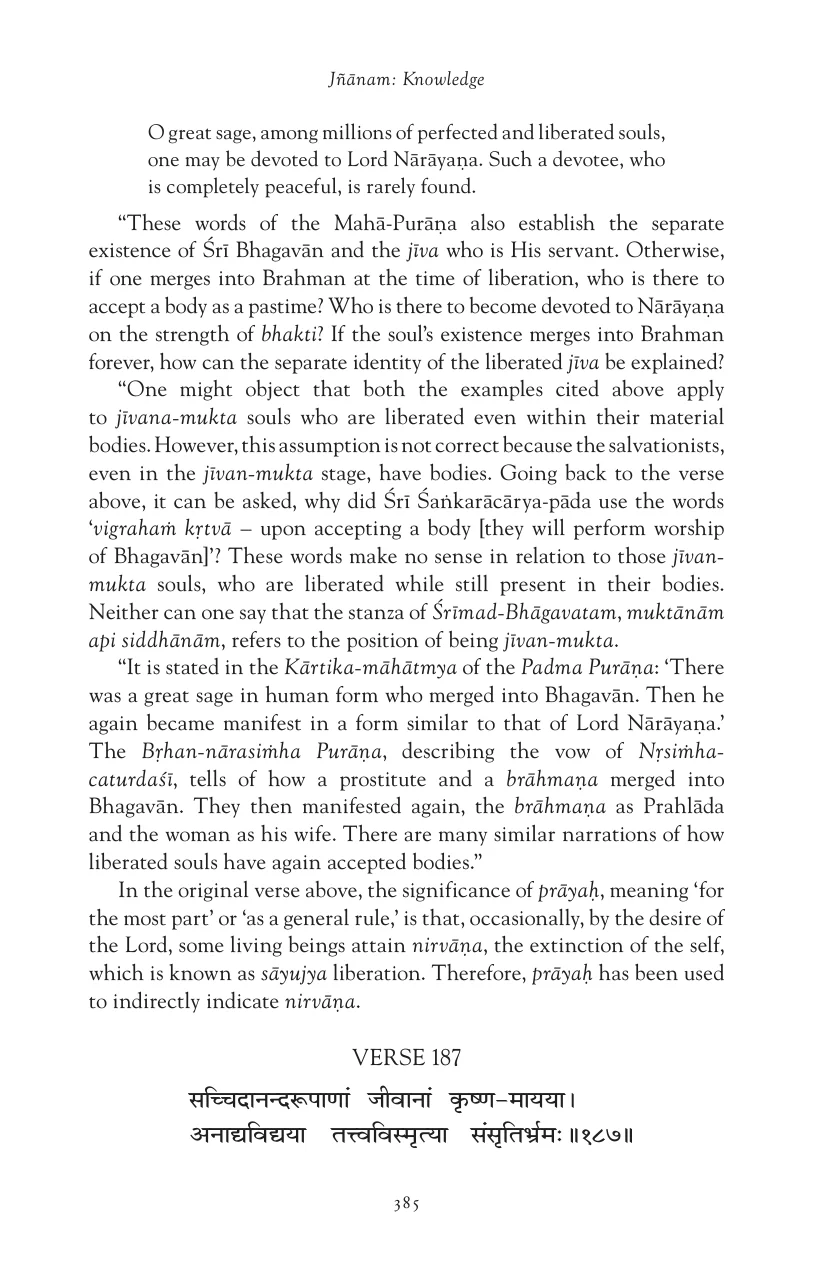 Jñānam: Knowledge
O great sage, among millions of perfected and liberated souls,
one may be devoted to Lord Nārāyaṇa. Such a devotee, who
is completely peaceful, is rarely found.
“These words of the Mahā-Purāṇa also establish the separate
existence of Śrī Bhagavān and the jīva who is His servant. Otherwise,
if one merges into Brahman at the time of liberation, who is there to
accept a body as a pastime? Who is there to become devoted to Nārāyaṇa
on the strength of bhakti? If the soul’s existence merges into Brahman
forever, how can the separate identity of the liberated jīva be explained?
“One might object that both the examples cited above apply
to jīvana-mukta souls who are liberated even within their material
bodies. However, this assumption is not correct because the salvationists,
even in the jīvan-mukta stage, have bodies. Going back to the verse
above, it can be asked, why did Śrī Śaṅkarācārya-pāda use the words
‘vigrahaṁ kṛtvā – upon accepting a body [they will perform worship
of Bhagavān]’? These words make no sense in relation to those jīvan-
mukta souls, who are liberated while still present in their bodies.
Neither can one say that the stanza of Śrīmad-Bhāgavatam, muktānām
api siddhānām, refers to the position of being jīvan-mukta.
“It is stated in the Kārtika-māhātmya of the Padma Purāṇa: ‘There
was a great sage in human form who merged into Bhagavān. Then he
again became manifest in a form similar to that of Lord Nārāyaṇa.’
The Bṛhan-nārasiṁha Purāṇa, describing the vow of Nṛsiṁha-
caturdaśī, tells of how a prostitute and a brāhmaṇa merged into
Bhagavān. They then manifested again, the brāhmaṇa as Prahlāda
and the woman as his wife. There are many similar narrations of how
liberated souls have again accepted bodies.”
In the original verse above, the significance of prāyaḥ, meaning ‘for
the most part’ or ‘as a general rule,’ is that, occasionally, by the desire of
the Lord, some living beings attain nirvāṇa, the extinction of the self,
which is known as sāyujya liberation. Therefore, prāyaḥ has been used
to indirectly indicate nirvāṇa.
VERSE 187
सच्चिदानन्दरूपाणां जीवानां कृष्ण-मायया।
अनाद्यविद्यया तत्त्वविस्मृत्या संसृतिर्भ्रमः॥१८७॥
385